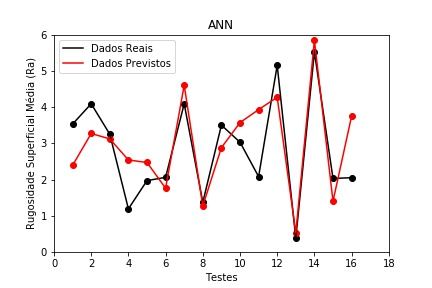 ANN
Dados Reais
Dados Previstos
Rugosidade Superficial Média (Ra)
6
5
4
3
2
1
0
0 2 4 6 8 10 12 14 16 18
Testes